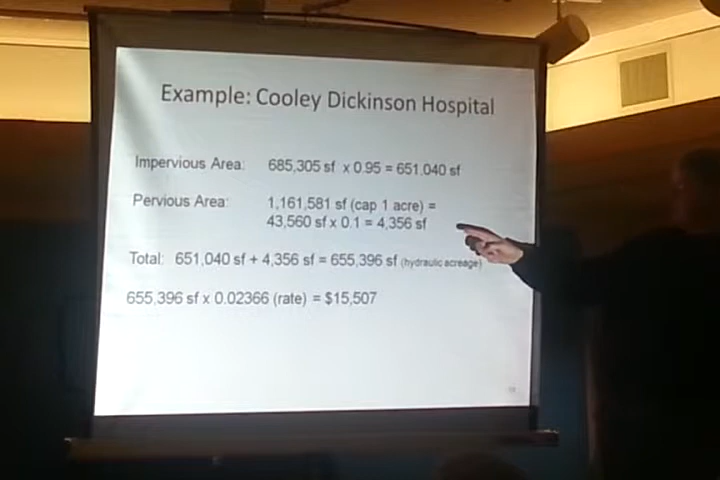 Example: Cooley Dickinson Hospital
Impervious Area: 685,305 sf x 0.95 = 651,040 sf
Pervious Area: 1,161,581 sf (cap 1 acre) =
43,560 sf x 0.1 = 4,356 sf
Total: 651,040 sf + 4,356 sf = 655,396 sf (hydraulic acreage)
655,396 sf x 0.02366 (rate) = $15,507